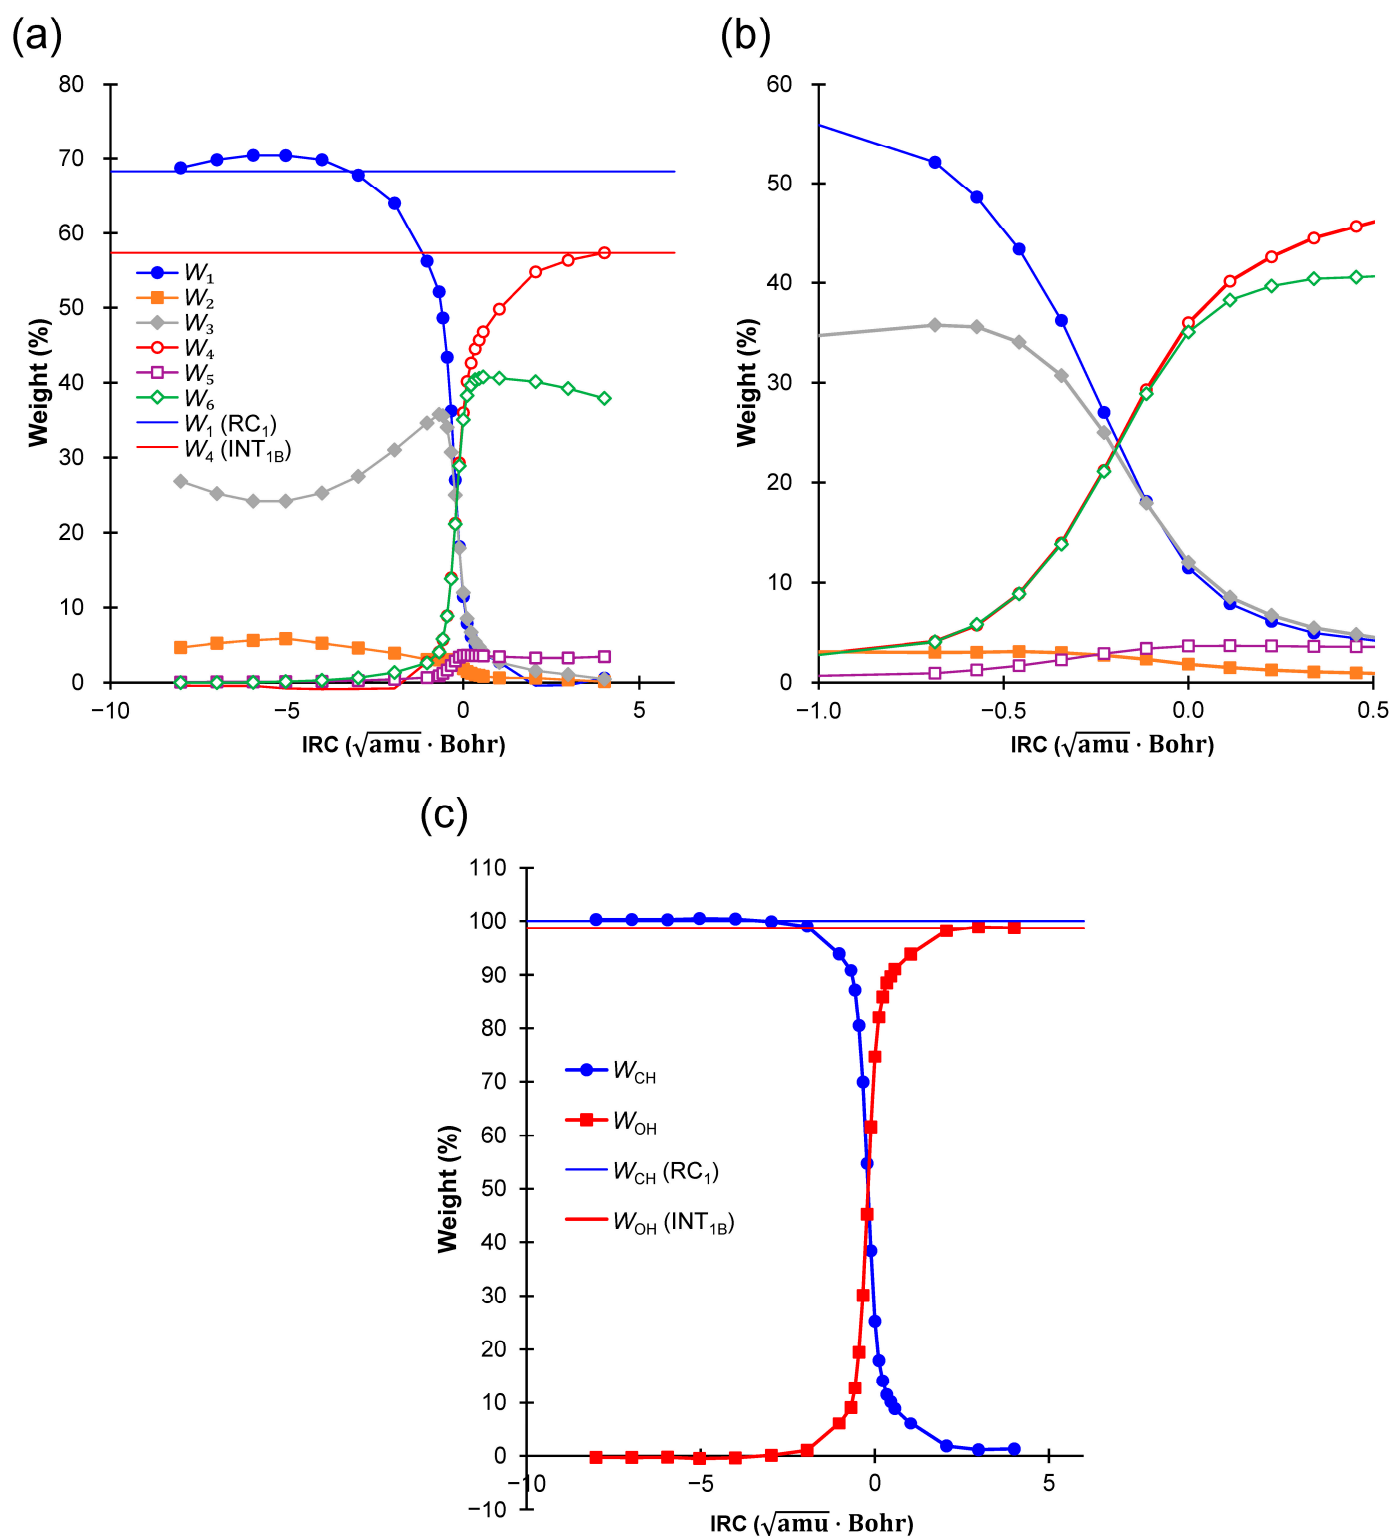 (a)
80
70
60
50
40
30
20
10
0
−10
−5
0
5
Weight (%)
IRC (√amu · Bohr)
W1
W2
W3
W4
W5
W6
W1 (RC1)
W4 (INT1B)
(b)
60
50
40
30
20
10
0
−1.0
−0.5
0.0
0.5
Weight (%)
IRC (√amu · Bohr)
(c)
110
100
90
80
70
60
50
40
30
20
10
0
−10
−10
−5
0
5
Weight (%)
IRC (√amu · Bohr)
WCH
WOH
WCH (RC1)
WOH (INT1B)